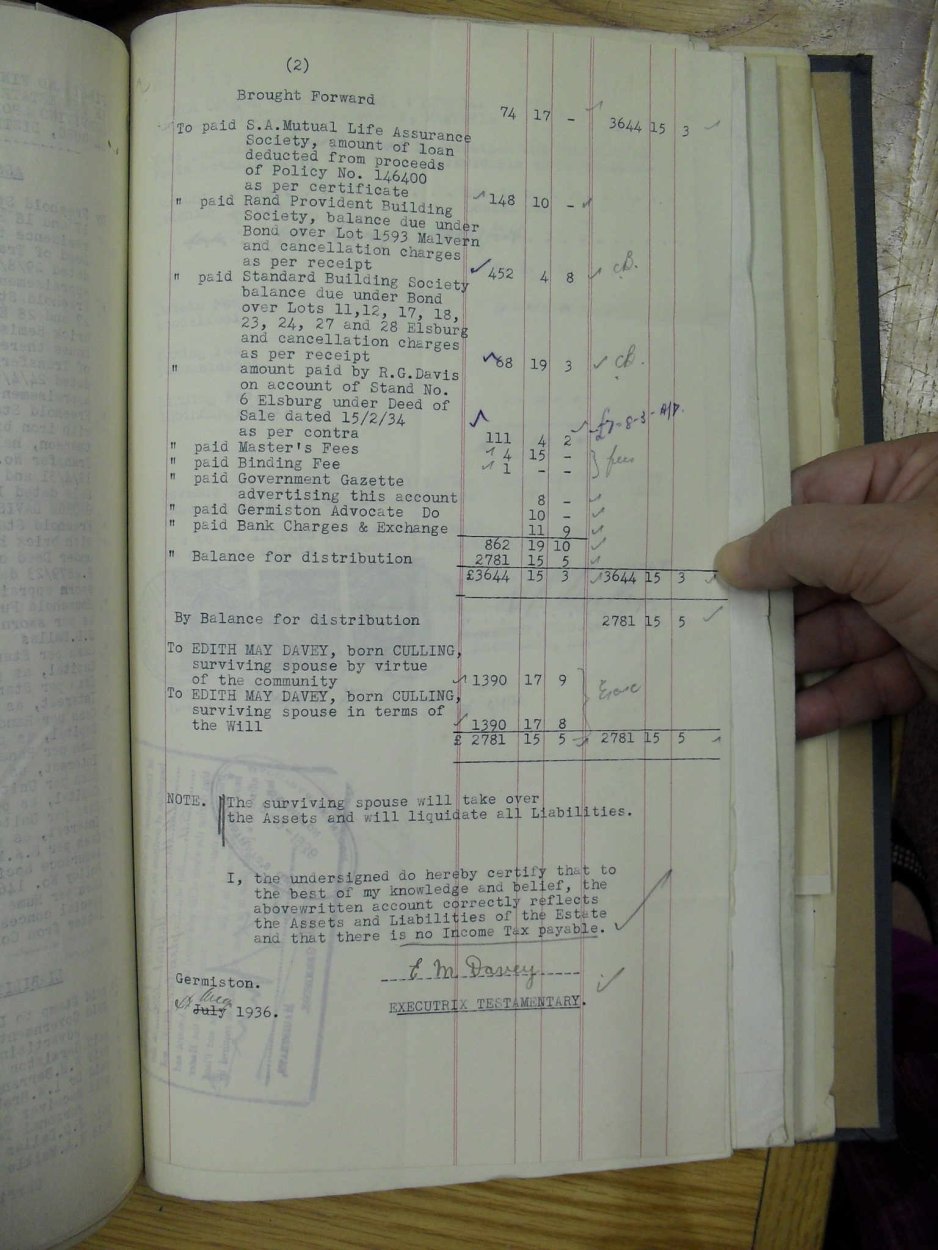 (2)
Brought Forward 74 17 - 3644 15 3
To paid S.A.Mutual Life Assurance
Society, amount of loan
deducted from proceeds
of Policy No. 146400
as per certificate 148 10 -
" paid Rand Provident Building
Society, balance due under
Bond over Lot 1593 Malvern
and cancellation charges
as per receipt 452 4 8
" paid Standard Building Society
balance due under Bond
over Lots 11,12, 17, 18,
23, 24, 27 and 28 Elsburg
and cancellation charges
as per receipt 68 19 3
" amount paid by R.G.Davis
on account of Stand No.
6 Elsburg under Deed of
Sale dated 15/2/34
as per contra 111 4 2
" paid Master's Fees 4 15 - fees
" paid Binding Fee 1 - -
" paid Government Gazette
advertising this account 8 -
" paid Germiston Advocate Do 10 -
" paid Bank Charges & Exchange 11 9
862 19 10
" Balance for distribution 2781 15 5
£3644 15 3 3644 15 3
By Balance for distribution 2781 15 5
To EDITH MAY DAVEY, born CULLING,
surviving spouse by virtue
of the community 1390 17 9
To EDITH MAY DAVEY, born CULLING,
surviving spouse in terms of
the Will 1390 17 8
£ 2781 15 5 2781 15 5
NOTE. The surviving spouse will take over
the Assets and will liquidate all Liabilities.
I, the undersigned do hereby certify that to
the best of my knowledge and belief, the
abovewritten account correctly reflects
the Assets and Liabilities of the Estate
and that there is no Income Tax payable.
E M Davey
Germiston.
EXECUTRIX TESTAMENTARY.
July 1936.